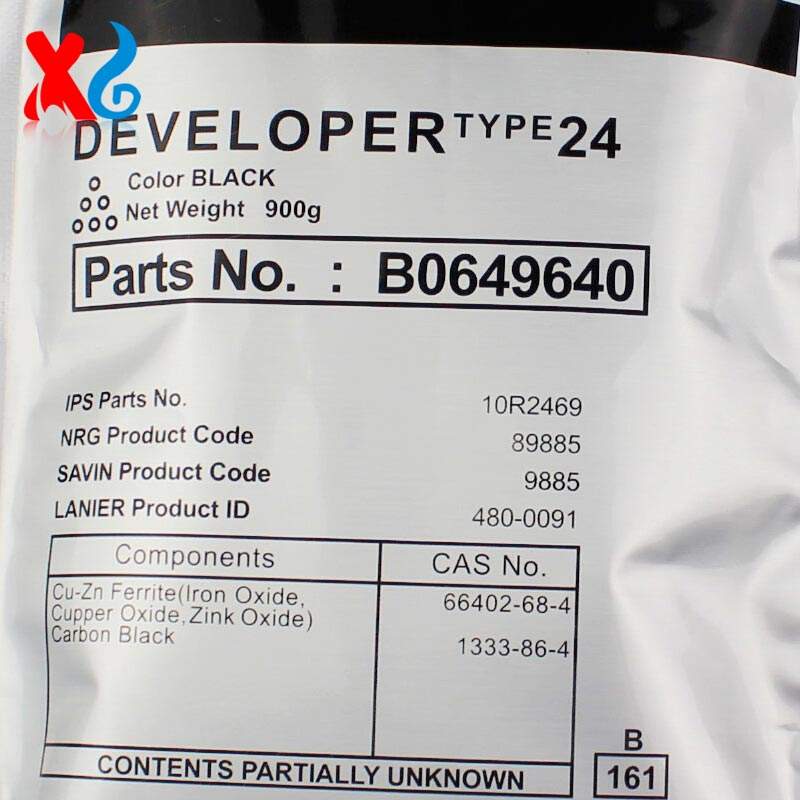 DEVELOPER TYPE 24
Color BLACK
Net Weight 900g
Parts No. : B0649640
IPS Parts No. 10R2469
NRG Product Code 89885
SAVIN Product Code 9885
LANIER Product ID 480-0091
Components CAS No.
Cu-Zn Ferrite(Iron Oxide, 66402-68-4
Cupper Oxide,Zink Oxide)
Carbon Black 1333-86-4
CONTENTS PARTIALLY UNKNOWN
B
161